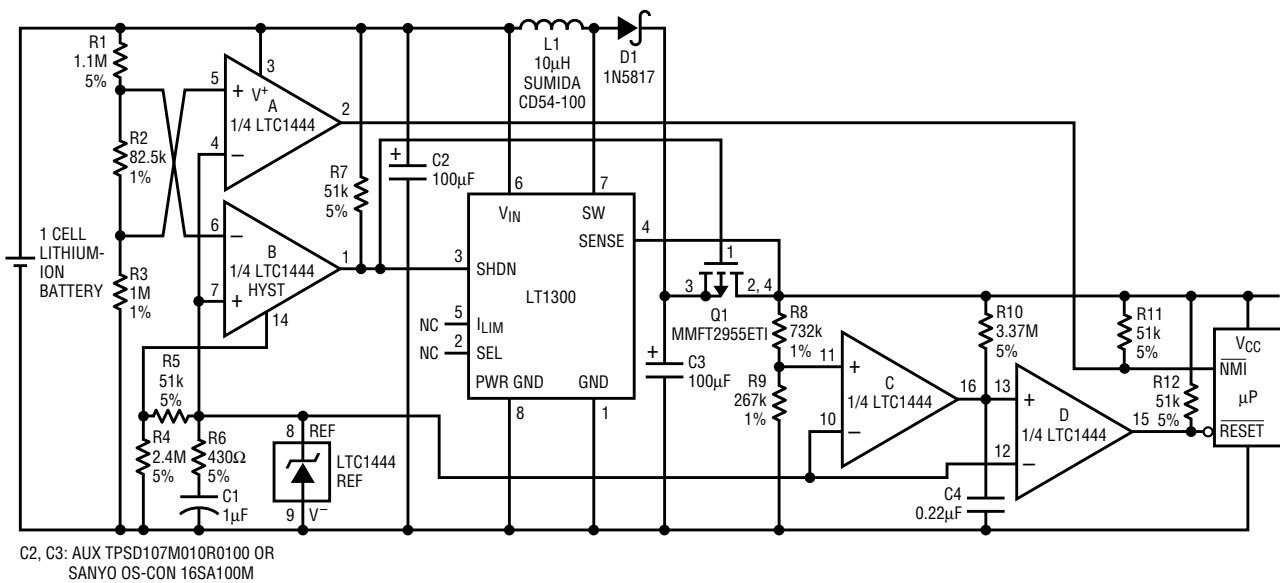 R1
1.1M
5%
R2
82.5k
1%
R3
1M
1%
1 CELL
LITHIUM-
ION
BATTERY
5
+
3
V+
A
1/4 LTC1444
2
4
−
6
−
B
1/4 LTC1444
HYST
1
7
+
14
R7
51k
5%
+
C2
100µF
L1
10µH
SUMIDA
CD54-100
D1
1N5817
6
7
VIN
SW
4
SENSE
3
SHDN
LT1300
NC
5
ILIM
NC
2
SEL
PWR GND
GND
8
1
R5
51k
5%
R4
2.4M
5%
R6
430Ω
5%
C1
1µF
8
REF
LTC1444
REF
9
V−
1
3
2, 4
Q1
MMFT2955ETI
+
C3
100µF
R8
732k
1%
R9
267k
1%
11
+
C
1/4 LTC1444
16
10
−
R10
3.37M
5%
13
+
D
1/4 LTC1444
15
12
−
C4
0.22µF
R11
51k
5%
R12
51k
5%
VCC
NMI
µP
RESET
C2, C3: AUX TPSD107M010R0100 OR
SANYO OS-CON 16SA100M